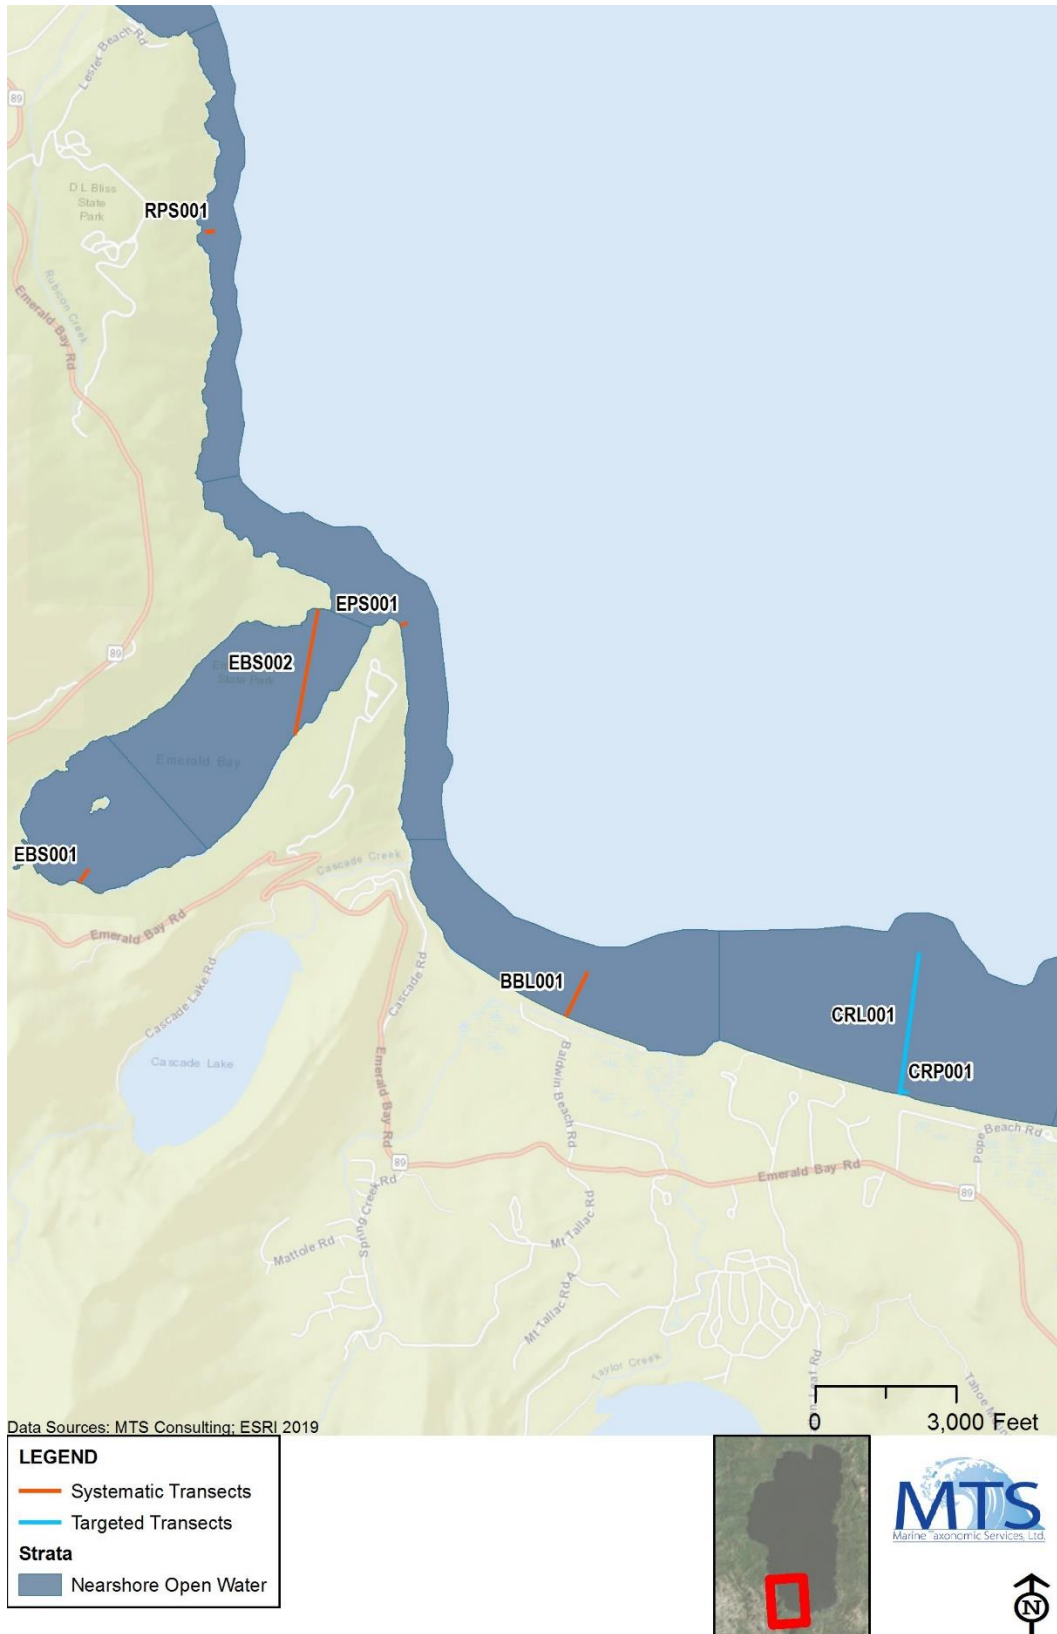 Lester Beach Rd
89
D L Bliss
State
Park
RPS001
Rubicon Creek
Emerald Bay Rd
EPS001
EBS002
State Park
89
Emerald Bay
EBS001
Cascade Creek
Emerald Bay Rd
Cascade Lake Rd
Cascade Rd
Cascade Lake
BBL001
CRL001
CRP001
Emerald Bay Rd
Baldwin Beach Rd
Pope Beach Rd
Emerald Bay Rd
89
89
Spring Creek Rd
Mattole Rd
Mt Tallac Rd
Mt Tallac Rd A
Taylor Creek
Leaf Rd
Tahoe
0 3,000 Feet
Data Sources: MTS Consulting; ESRI 2019
LEGEND
Systematic Transects
Targeted Transects
Strata
Nearshore Open Water
MTS
Marine Taxonomic Services, Ltd.
N